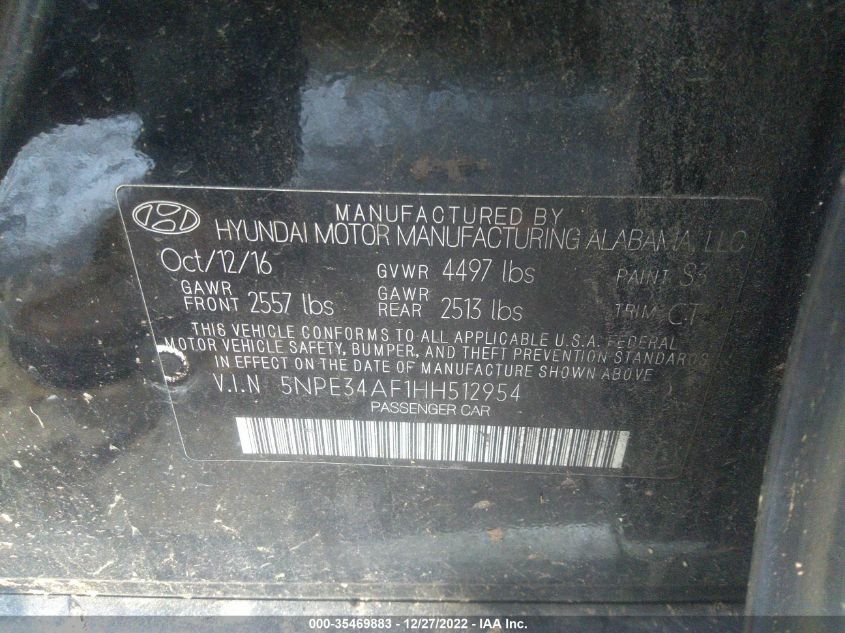 MANUFACTURED BY
HYUNDAI MOTOR MANUFACTURING ALABAMA, LLC
Oct/12/16 GVWR 4497 lbs PAINT S3
GAWR FRONT 2557 lbs GAWR REAR 2513 lbs TRIM CT
THIS VEHICLE CONFORMS TO ALL APPLICABLE U.S.A. FEDERAL
MOTOR VEHICLE SAFETY, BUMPER, AND THEFT PREVENTION STANDARDS
IN EFFECT ON THE DATE OF MANUFACTURE SHOWN ABOVE
V.I.N 5NPE34AF1HH512954
PASSENGER CAR
000-35469883 - 12/27/2022 - IAA Inc.